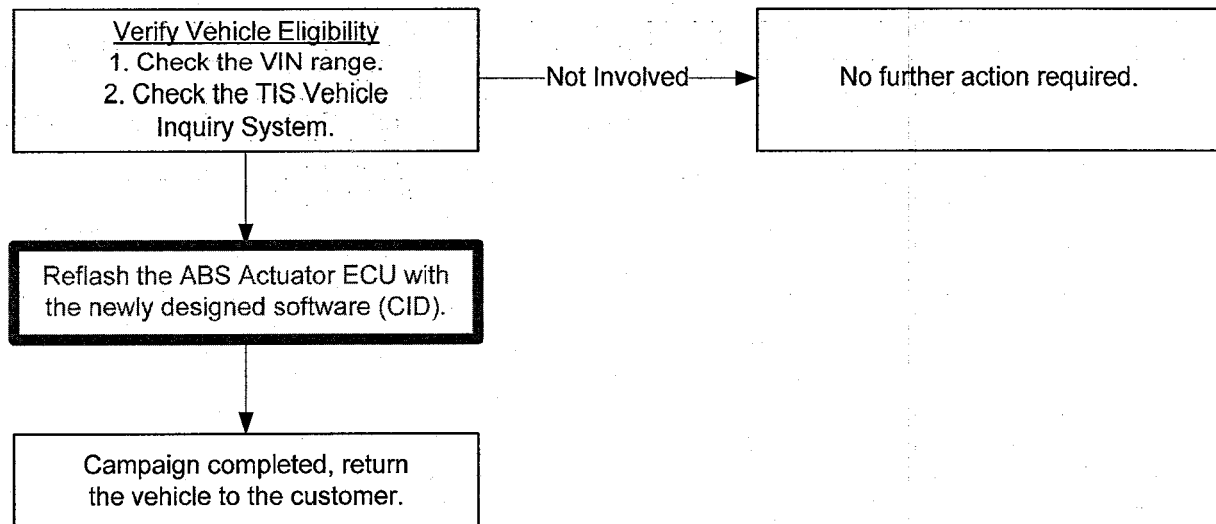 Verify Vehicle Eligibility
1. Check the VIN range.
2. Check the TIS Vehicle
Inquiry System.
Not Involved
No further action required.
Reflash the ABS Actuator ECU with
the newly designed software (CID).
Campaign completed, return
the vehicle to the customer.